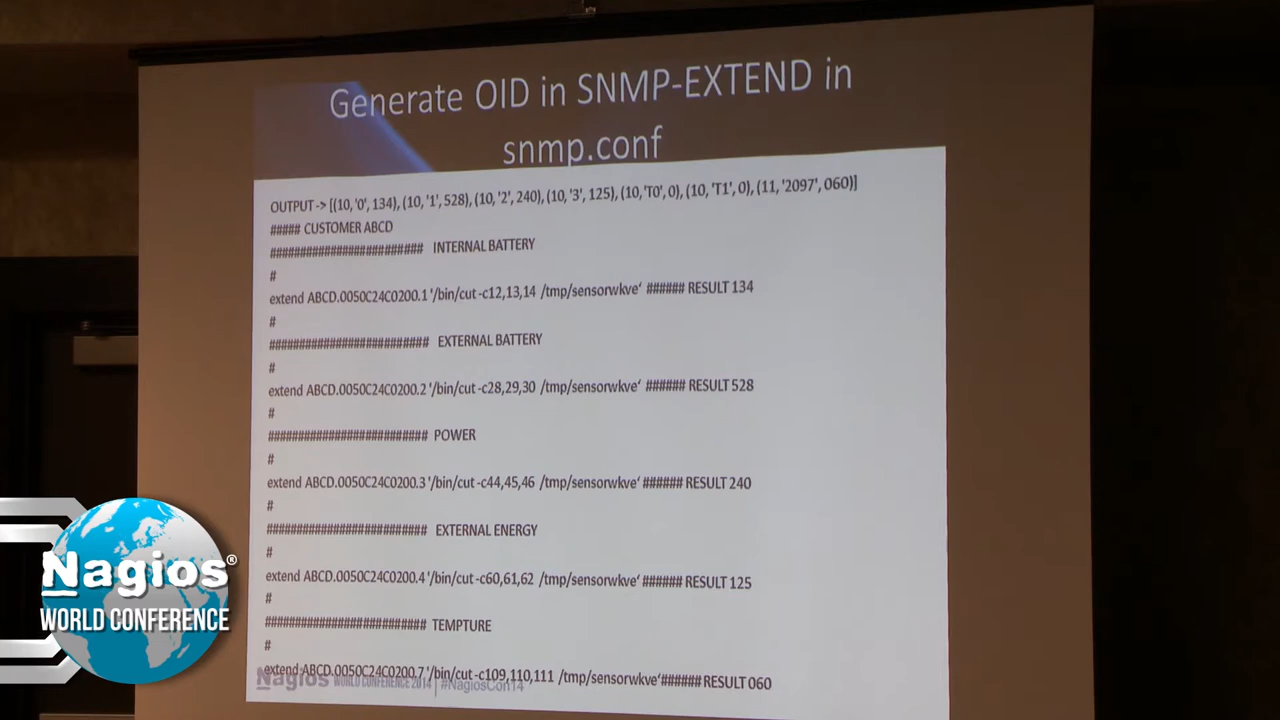 Generate OID in SNMP-EXTEND in
snmp.conf
OUTPUT -> [(10, '0', 134), (10, '1', 528), (10, '2', 240), (10, '3', 125), (10, 'T0', 0), (10, 'T1', 0), (11, '2097', 060)]
##### CUSTOMER ABCD
######################### INTERNAL BATTERY
#
extend ABCD.0050C24C0200.1 '/bin/cut -c12,13,14 /tmp/sensorwkve‘ ###### RESULT 134
#
########################## EXTERNAL BATTERY
#
extend ABCD.0050C24C0200.2 '/bin/cut -c28,29,30 /tmp/sensorwkve‘ ###### RESULT 528
#
########################## POWER
#
extend ABCD.0050C24C0200.3 '/bin/cut -c44,45,46 /tmp/sensorwkve‘ ###### RESULT 240
#
########################## EXTERNAL ENERGY
#
extend ABCD.0050C24C0200.4 '/bin/cut -c60,61,62 /tmp/sensorwkve‘ ###### RESULT 125
#
########################## TEMPTURE
#
extend ABCD.0050C24C0200.7 '/bin/cut -c109,110,111 /tmp/sensorwkve‘###### RESULT 060
Nagios WORLD CONFERENCE 2014 | #NagiosCon14
Nagios®
WORLD CONFERENCE